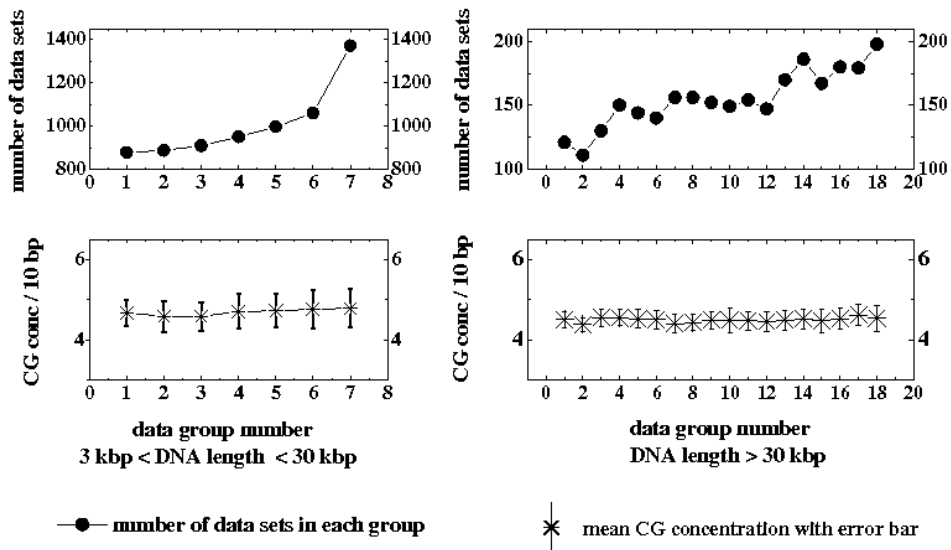 number of data sets
1400
1200
1000
800
1400
1200
1000
800
0 1 2 3 4 5 6 7 8
number of data sets
200
150
100
200
150
100
0 2 4 6 8 10 12 14 16 18 20
CG conc / 10 bp
6
4
6
4
0 1 2 3 4 5 6 7 8
data group number
3 kbp < DNA length < 30 kbp
CG conc / 10 bp
6
4
6
4
0 2 4 6 8 10 12 14 16 18 20
data group number
DNA length > 30 kbp
number of data sets in each group
mean CG concentration with error bar